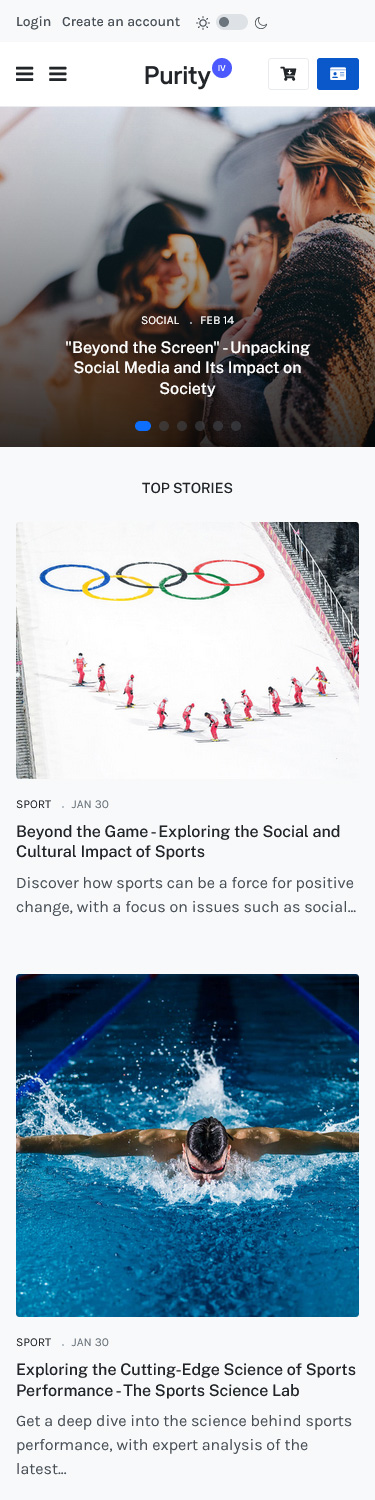 Login Create an account
Purity IV
SOCIAL . FEB 14
"Beyond the Screen" - Unpacking
Social Media and Its Impact on
Society
TOP STORIES
SPORT . JAN 30
Beyond the Game - Exploring the Social and
Cultural Impact of Sports
Discover how sports can be a force for positive
change, with a focus on issues such as social...
SPORT . JAN 30
Exploring the Cutting-Edge Science of Sports
Performance - The Sports Science Lab
Get a deep dive into the science behind sports
performance, with expert analysis of the
latest...